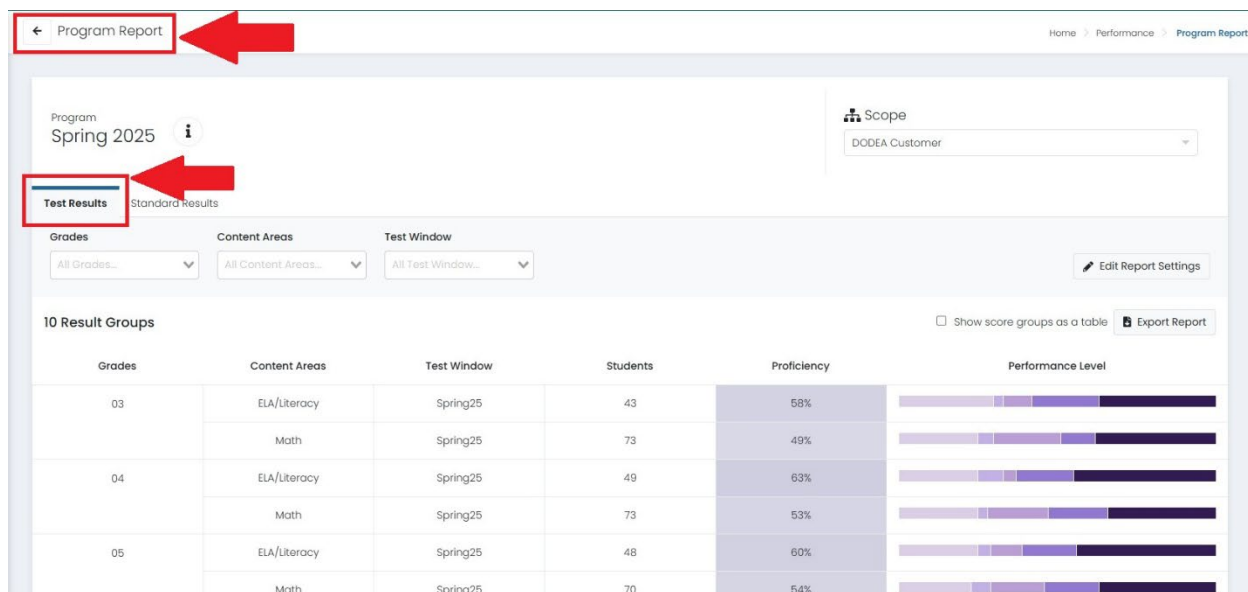 Program Report
Home > Performance > Program Report
Program
Spring 2025
i
Scope
DODEA Customer
Test Results Standard Results
Grades Content Areas Test Window
All Grades... All Content Areas... All Test Window...
Edit Report Settings
10 Result Groups
Show score groups as a table Export Report
Grades Content Areas Test Window Students Proficiency Performance Level
03 ELA/Literacy Spring25 43 58%
Math Spring25 73 49%
04 ELA/Literacy Spring25 49 63%
Math Spring25 73 53%
05 ELA/Literacy Spring25 48 60%
Math Spring25 70 54%